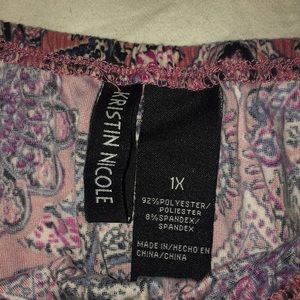 KRISTIN NICOLE
1X
92%POLYESTER/
POLIESTER
8%SPANDEX/
SPANDEX
MADE IN/HECHO EN
CHINA/CHINA